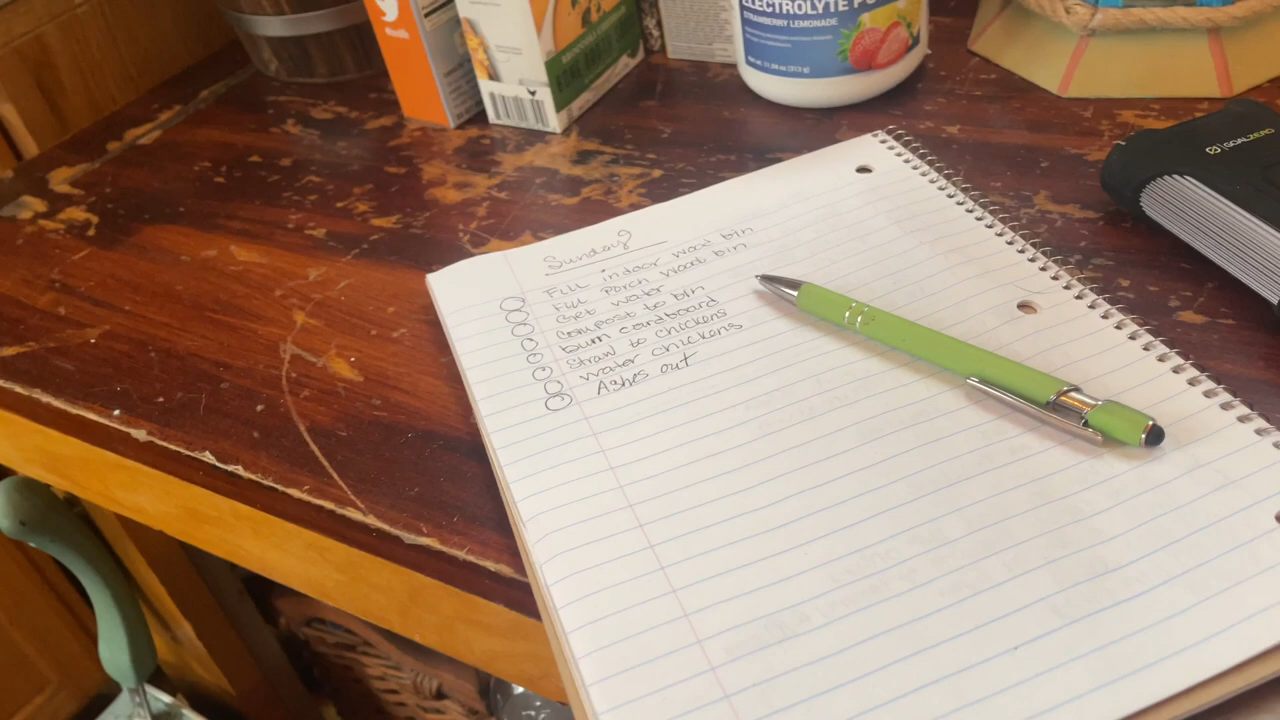 ELECTROLYTE PO
STRAWBERRY LEMONADE
GOALZERO
Sunday
Fill indoor wood bin
Fill Porch wood bin
Get water
Compost to bin
burn cardboard
Straw to chickens
water chickens
Ashes out